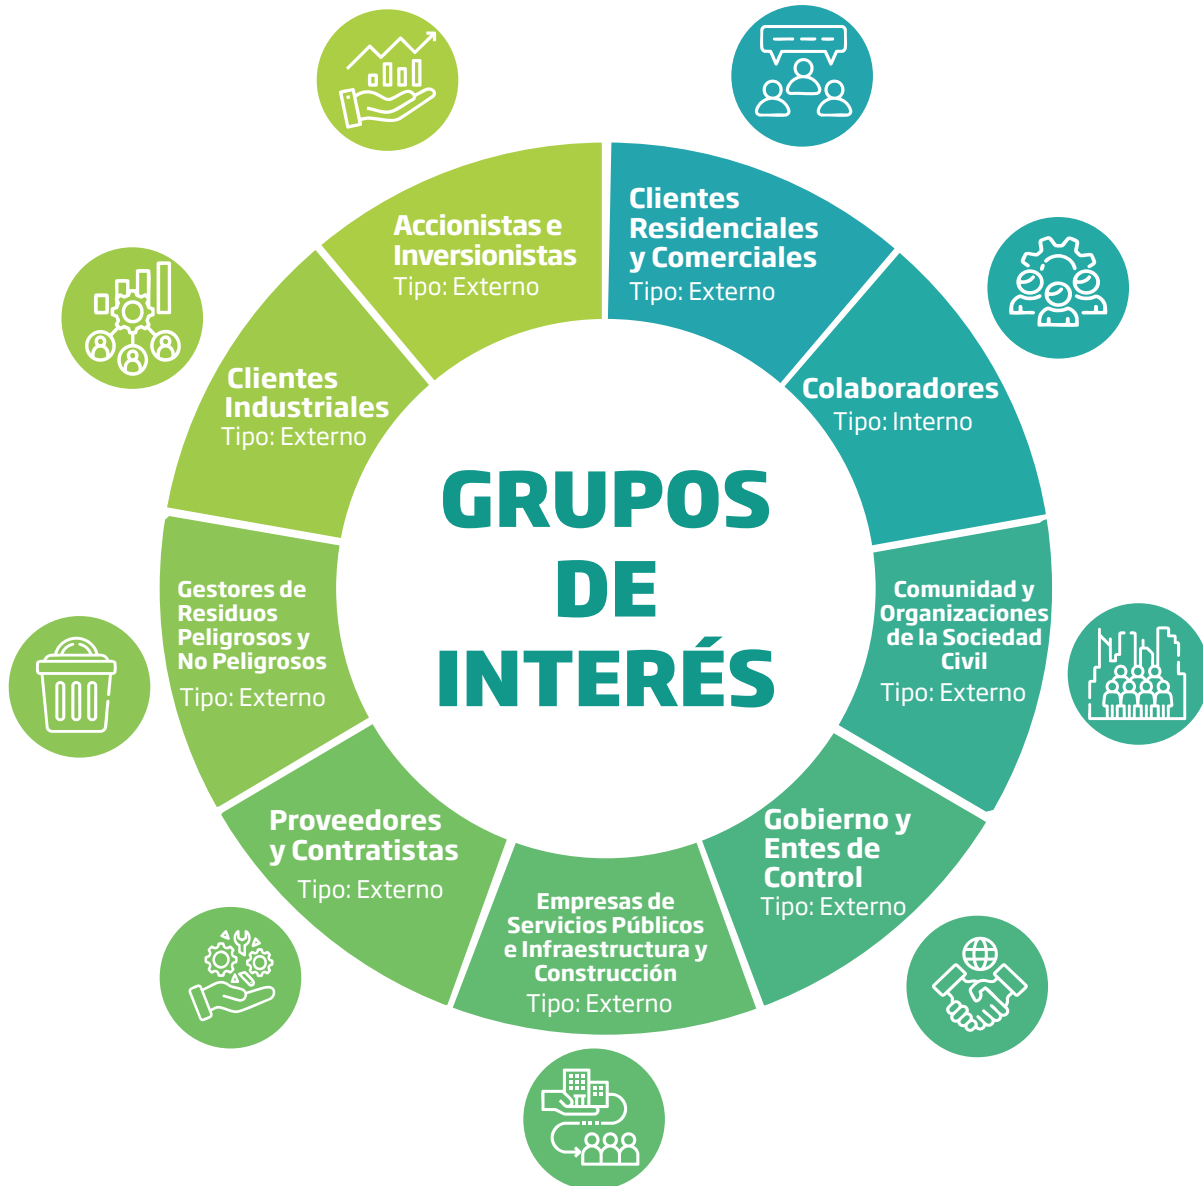 GRUPOS
DE
INTERÉS
Clientes
Residenciales
y Comerciales
Tipo: Externo
Colaboradores
Tipo: Interno
Comunidad y
Organizaciones
de la Sociedad
Civil
Tipo: Externo
Gobierno y
Entes de
Control
Tipo: Externo
Empresas de
Servicios Públicos
e Infraestructura y
Construcción
Tipo: Externo
Proveedores
y Contratistas
Tipo: Externo
Gestores de
Residuos
Peligrosos y
No Peligrosos
Tipo: Externo
Clientes
Industriales
Tipo: Externo
Accionistas e
Inversionistas
Tipo: Externo